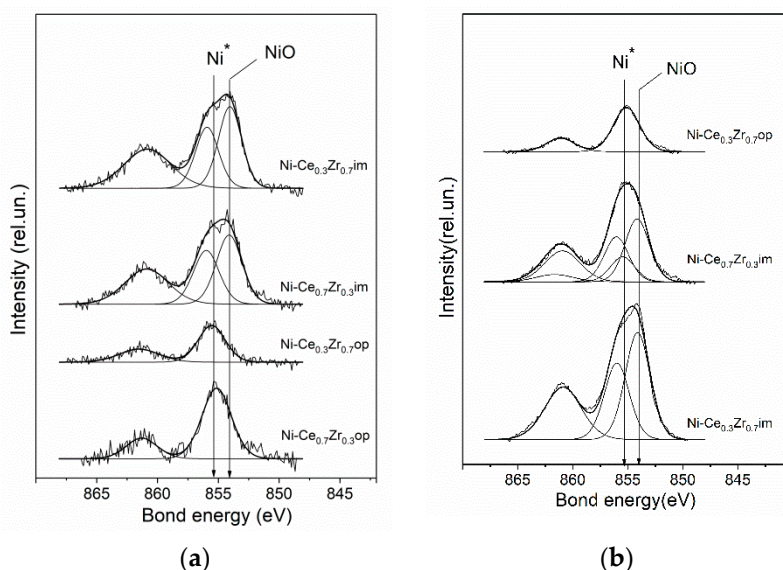 Ni* NiO
Ni-Ce0.3Zr0.7im
Ni-Ce0.7Zr0.3im
Ni-Ce0.3Zr0.7op
Ni-Ce0.7Zr0.3op
Intensity (rel.un.)
865 860 855 850 845
Bond energy (eV)
(a)
Ni* NiO
Ni-Ce0.3Zr0.7op
Ni-Ce0.7Zr0.3im
Ni-Ce0.3Zr0.7im
Intensity(rel.un.)
865 860 855 850 845
Bond energy(eV)
(b)